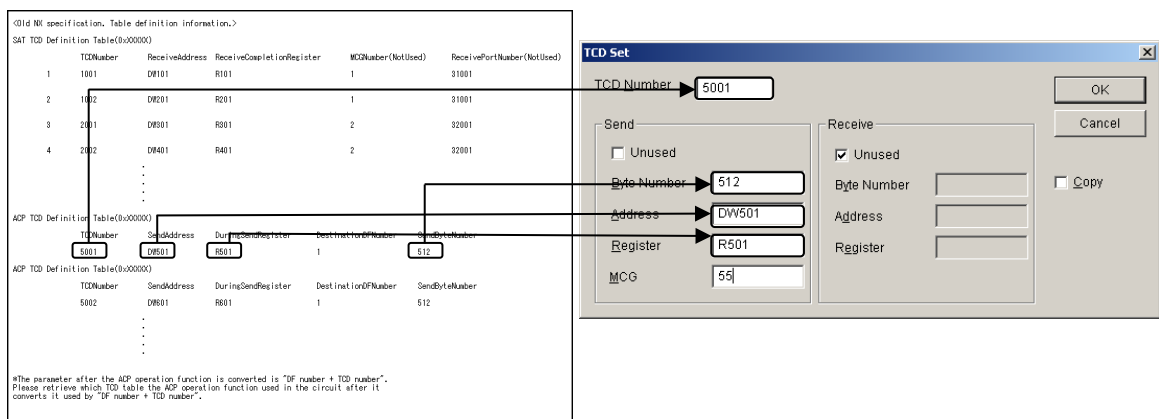 <Old NX specification. Table definition information.>
SAT TCD Definition Table(0xXXXX)
TCDNumber ReceiveAddress ReceiveCompletionRegister MCGNumber(NotUsed) ReceivePortNumber(NotUsed)
1 1001 DW101 R101 1 31001
2 1002 DW201 R201 1 31001
3 2001 DW301 R301 2 32001
4 2002 DW401 R401 2 32001
ACP TCD Definition Table(0xXXXX)
TCDNumber SendAddress DuringSendRegister DestinationDFNumber SendByteNumber
5001 DW501 R501 1 512
ACP TCD Definition Table(0xXXXX)
TCDNumber SendAddress DuringSendRegister DestinationDFNumber SendByteNumber
5002 DW601 R601 1 512
*The parameter after the ACP operation function is converted is "DF number + TCD number".
Please retrieve which TCD table the ACP operation function used in the circuit after it
converts it used by "DF number + TCD number".
TCD Set
TCD Number 5001
OK
Cancel
Send
Unused
Byte Number 512
Address DW501
Register R501
MCG 55
Receive
Unused
Byte Number
Address
Register
Copy